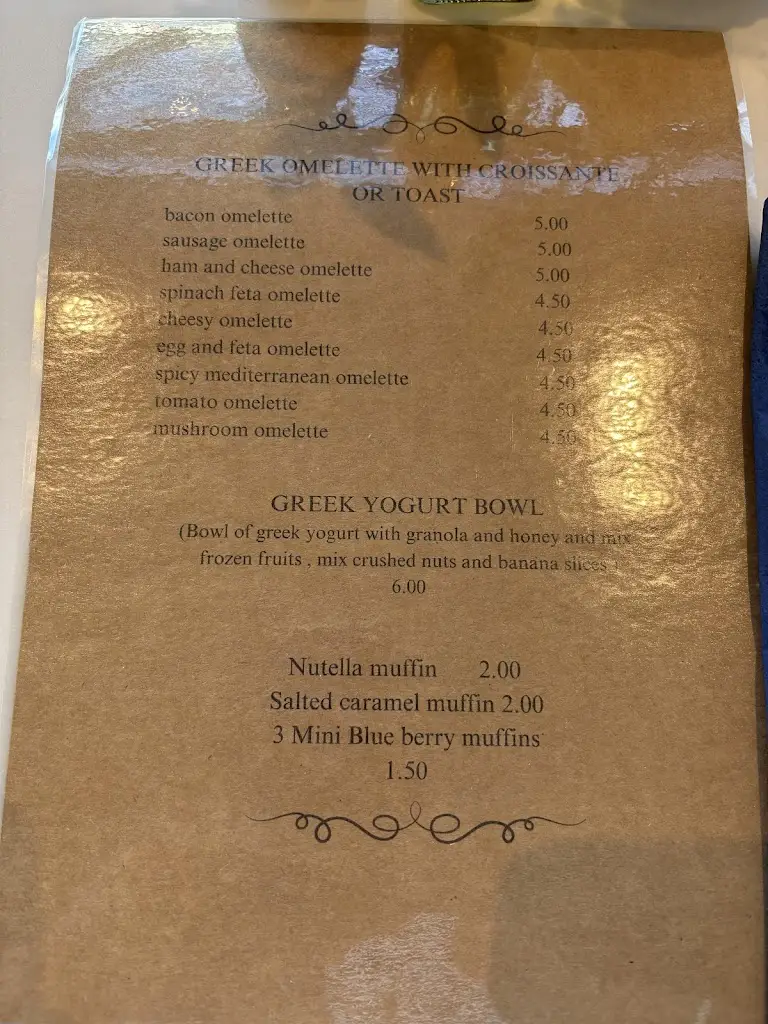 GREEK OMELETTE WITH CROISSANTE
OR TOAST
bacon omelette 5.00
sausage omelette 5.00
ham and cheese omelette 5.00
spinach feta omelette 4.50
cheesy omelette 4.50
egg and feta omelette 4.50
spicy mediterranean omelette 4.50
tomato omelette 4.50
mushroom omelette 4.50
GREEK YOGURT BOWL
(Bowl of greek yogurt with granola and honey and mix
frozen fruits , mix crushed nuts and banana slices )
6.00
Nutella muffin 2.00
Salted caramel muffin 2.00
3 Mini Blue berry muffins
1.50